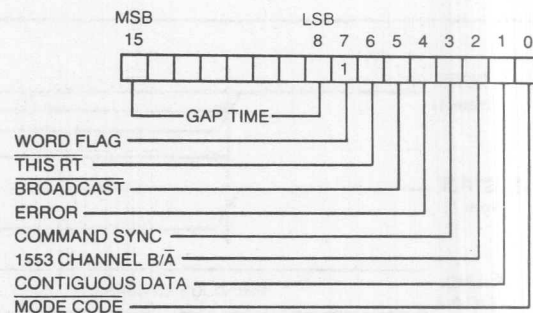 MSB LSB
15 8 7 6 5 4 3 2 1 0
1
GAP TIME
WORD FLAG
THIS RT
BROADCAST
ERROR
COMMAND SYNC
1553 CHANNEL B/A̅
CONTIGUOUS DATA
MODE CODE